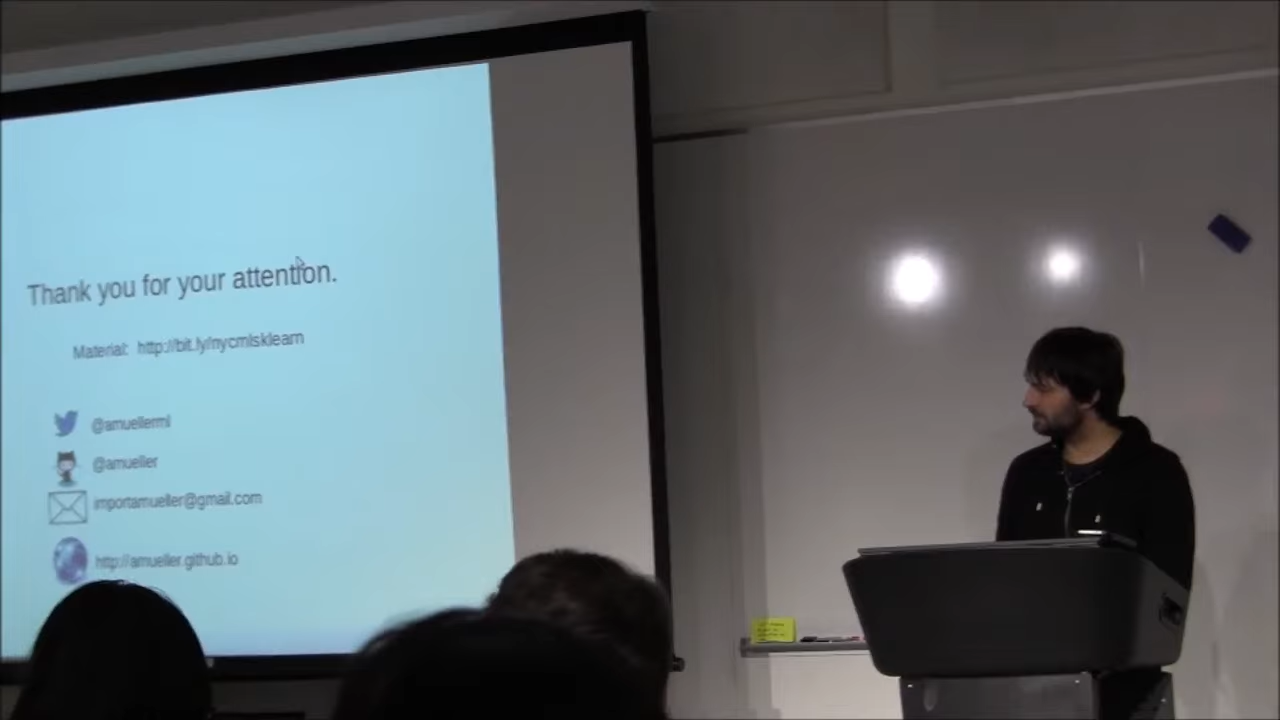 Thank you for your attention.
Material: http://bit.ly/nycmlsklearn
@amuellerml
@amueller
importamueller@gmail.com
http://amueller.github.io